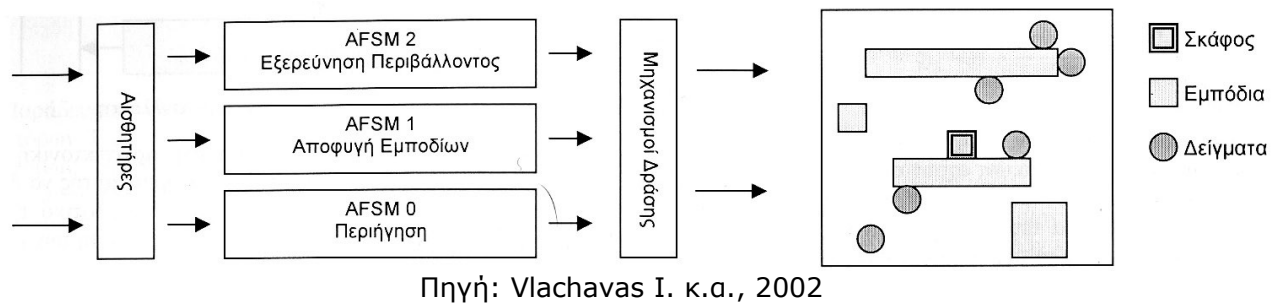 Αισθητήρες
AFSM 2
Εξερεύνηση Περιβάλλοντος
AFSM 1
Αποφυγή Εμποδίων
AFSM 0
Περιήγηση
Μηχανισμοί Δράσης
Σκάφος
Εμπόδια
Δείγματα
Πηγή: Vlachavas I. κ.α., 2002